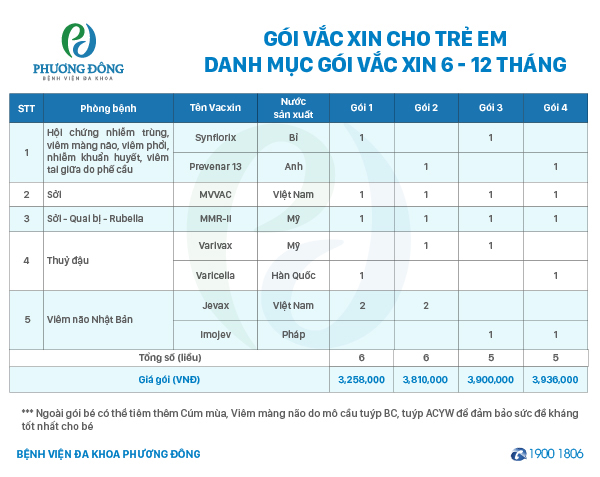 PHƯƠNG ĐÔNG
BỆNH VIỆN ĐA KHOA
GÓI VẮC XIN CHO TRẺ EM
DANH MỤC GÓI VẮC XIN 6 - 12 THÁNG
STT Phòng bệnh Tên Vacxin Nước sản xuất Gói 1 Gói 2 Gói 3 Gói 4
1 Hội chứng nhiễm trùng,
viêm màng não, viêm phổi,
nhiễm khuẩn huyết, viêm
tai giữa do phế cầu
Synflorix Bỉ 1 1
Prevenar 13 Anh 1 1
2 Sởi MVVAC Việt Nam 1 1 1 1
3 Sởi - Quai bị - Rubella MMR-II Mỹ 1 1 1 1
4 Thuỷ đậu
Varivax Mỹ 1 1
Varicella Hàn Quốc 1 1
5 Viêm não Nhật Bản
Jevax Việt Nam 2 2
Imojev Pháp 1 1
Tổng số (liều) 6 6 5 5
Giá gói (VNĐ) 3,258,000 3,810,000 3,900,000 3,936,000
*** Ngoài gói bé có thể tiêm thêm Cúm mùa, Viêm màng não do mô cầu tuýp BC, tuýp ACYW để đảm bảo sức đề kháng
tốt nhất cho bé
BỆNH VIỆN ĐA KHOA PHƯƠNG ĐÔNG
1900 1806